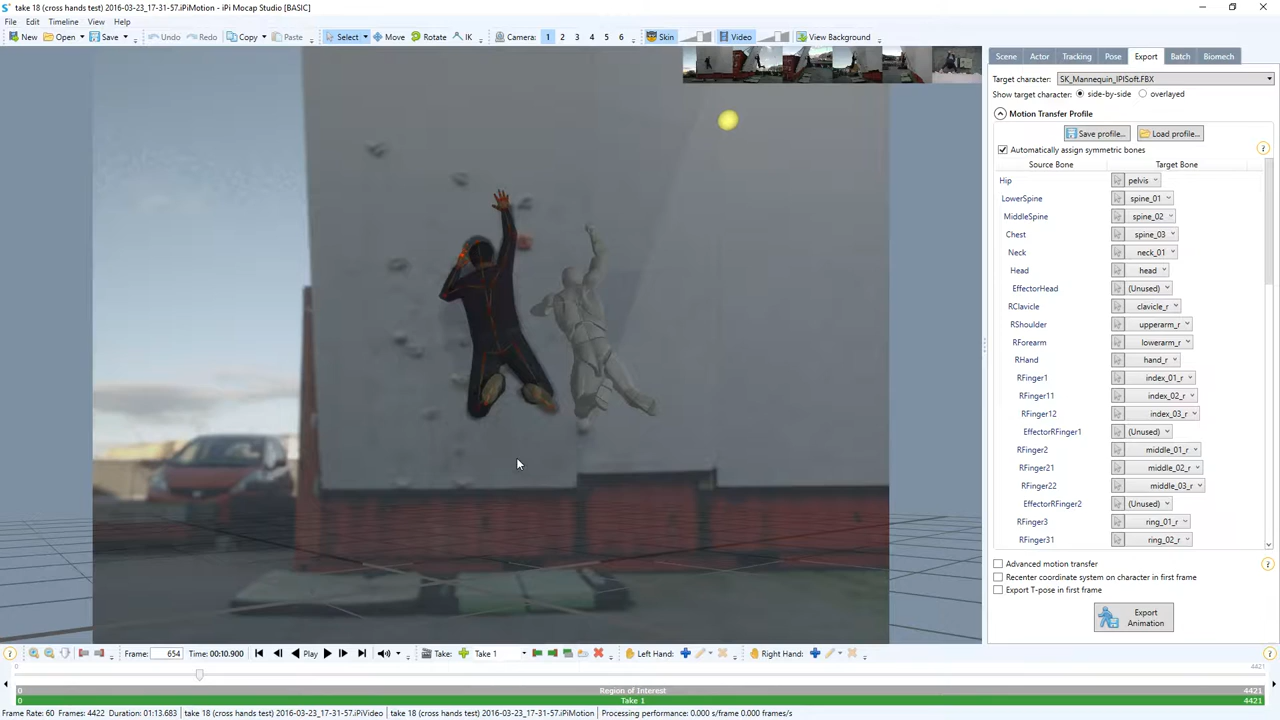 take 18 (cross hands test) 2016-03-23_17-31-57.iPiMotion - iPi Mocap Studio [BASIC]
File Edit Timeline View Help
New Open Save Undo Redo Copy Paste Select Move Rotate IK Camera: 1 2 3 4 5 6 Skin Video View Background
Scene Actor Tracking Pose Export Batch Biomech
Target character: SK_Mannequin_IPISoft.FBX
Show target character: side-by-side overlayed
Motion Transfer Profile
Save profile... Load profile...
Automatically assign symmetric bones ?
Source Bone Target Bone
Hip pelvis
LowerSpine spine_01
MiddleSpine spine_02
Chest spine_03
Neck neck_01
Head head
EffectorHead (Unused)
RClavicle clavicle_r
RShoulder upperarm_r
RForearm lowerarm_r
RHand hand_r
RFinger1 index_01_r
RFinger11 index_02_r
RFinger12 index_03_r
EffectorRFinger1 (Unused)
RFinger2 middle_01_r
RFinger21 middle_02_r
RFinger22 middle_03_r
EffectorRFinger2 (Unused)
RFinger3 ring_01_r
RFinger31 ring_02_r
Advanced motion transfer ?
Recenter coordinate system on character in first frame
Export T-pose in first frame
Export
Animation
? Frame: 654 Time: 00:10.900 Play Take: Take 1 Left Hand: Right Hand: ?
0 4421
0 Region of Interest 4421
0 Take 1 4421
Frame Rate: 60 Frames: 4422 Duration: 01:13.683 take 18 (cross hands test) 2016-03-23_17-31-57.iPiVideo take 18 (cross hands test) 2016-03-23_17-31-57.iPiMotion Processing performance: 0.000 s/frame 0.000 frames/s